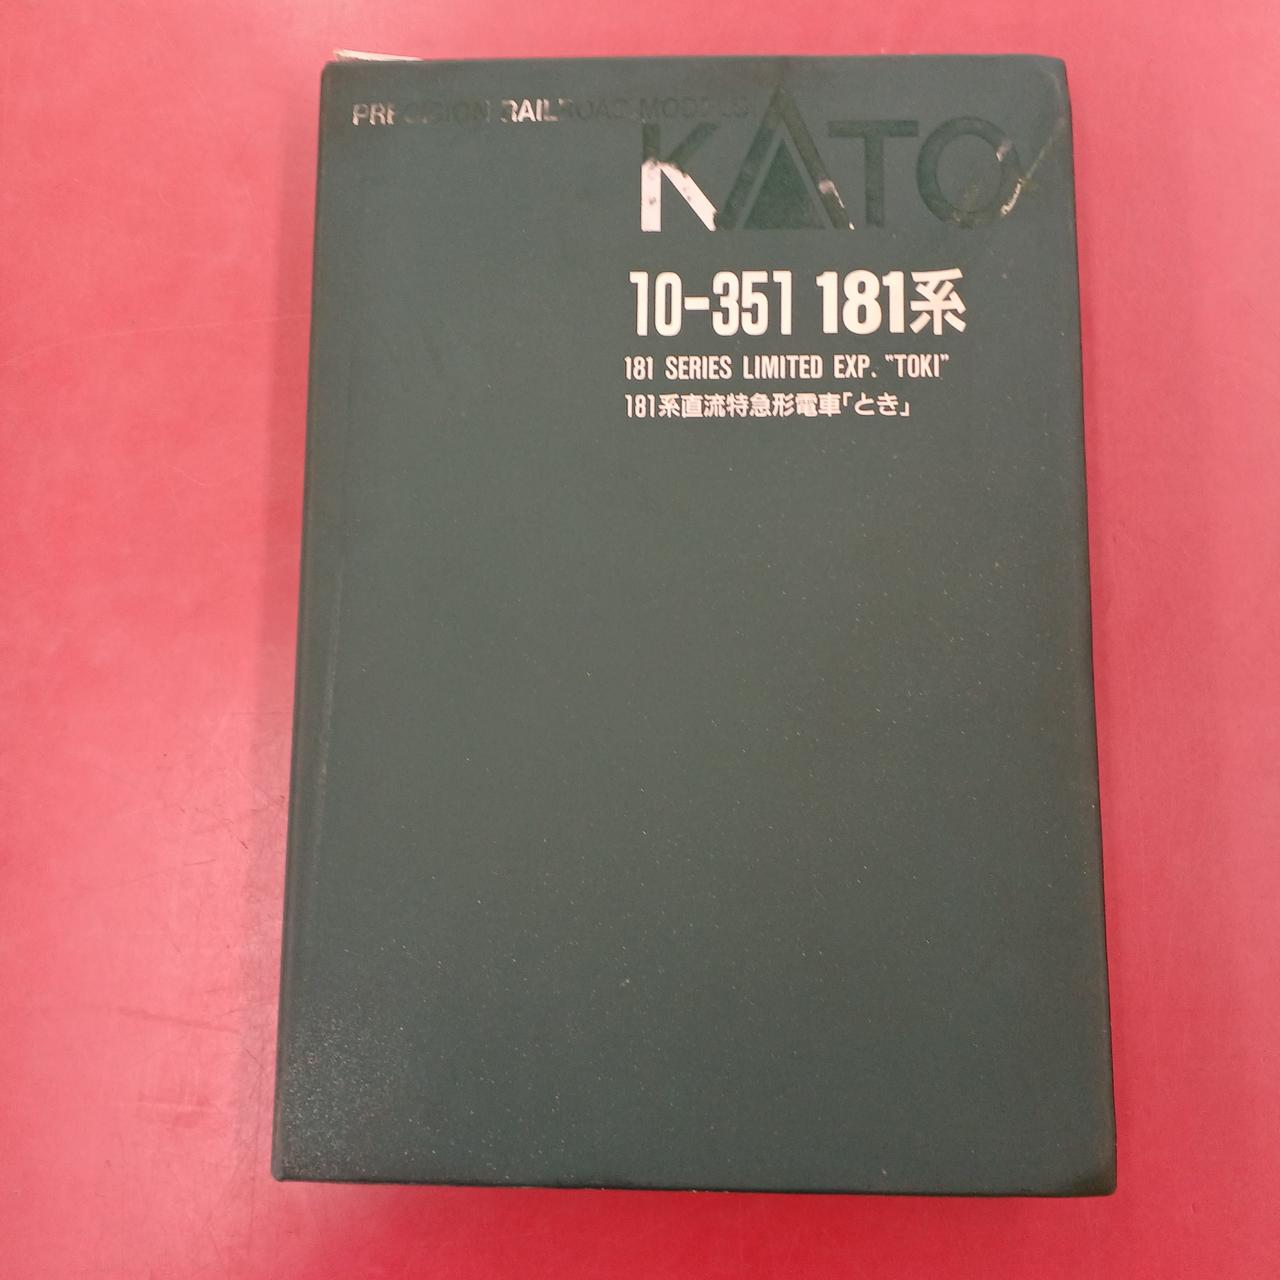 PRECISION RAILROAD MODELS
KATO
10-351 181系
181 SERIES LIMITED EXP. "TOKI"
181系直流特急形電車「とき」